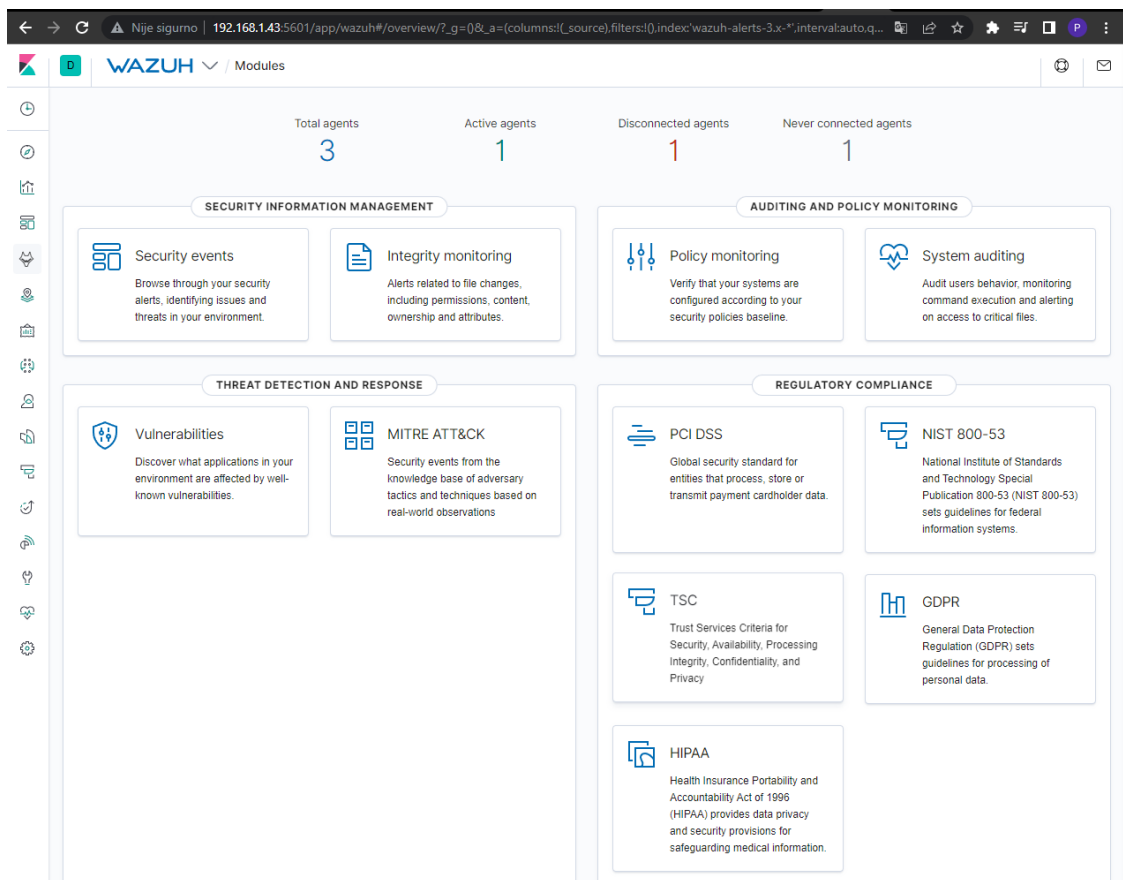 Nije sigurno | 192.168.1.43:5601/app/wazuh#/overview/?_g=()&_a=(columns:!(_source),filters:!(),index:'wazuh-alerts-3.x-*',interval:auto,q... P
D WAZUH / Modules
Total agents Active agents Disconnected agents Never connected agents
3 1 1 1
SECURITY INFORMATION MANAGEMENT
Security events
Browse through your security
alerts, identifying issues and
threats in your environment.
Integrity monitoring
Alerts related to file changes,
including permissions, content,
ownership and attributes.
AUDITING AND POLICY MONITORING
Policy monitoring
Verify that your systems are
configured according to your
security policies baseline.
System auditing
Audit users behavior, monitoring
command execution and alerting
on access to critical files.
THREAT DETECTION AND RESPONSE
Vulnerabilities
Discover what applications in your
environment are affected by well-
known vulnerabilities.
MITRE ATT&CK
Security events from the
knowledge base of adversary
tactics and techniques based on
real-world observations
REGULATORY COMPLIANCE
PCI DSS
Global security standard for
entities that process, store or
transmit payment cardholder data.
NIST 800-53
National Institute of Standards
and Technology Special
Publication 800-53 (NIST 800-53)
sets guidelines for federal
information systems.
TSC
Trust Services Criteria for
Security, Availability, Processing
Integrity, Confidentiality, and
Privacy
GDPR
General Data Protection
Regulation (GDPR) sets
guidelines for processing of
personal data.
HIPAA
Health Insurance Portability and
Accountability Act of 1996
(HIPAA) provides data privacy
and security provisions for
safeguarding medical information.